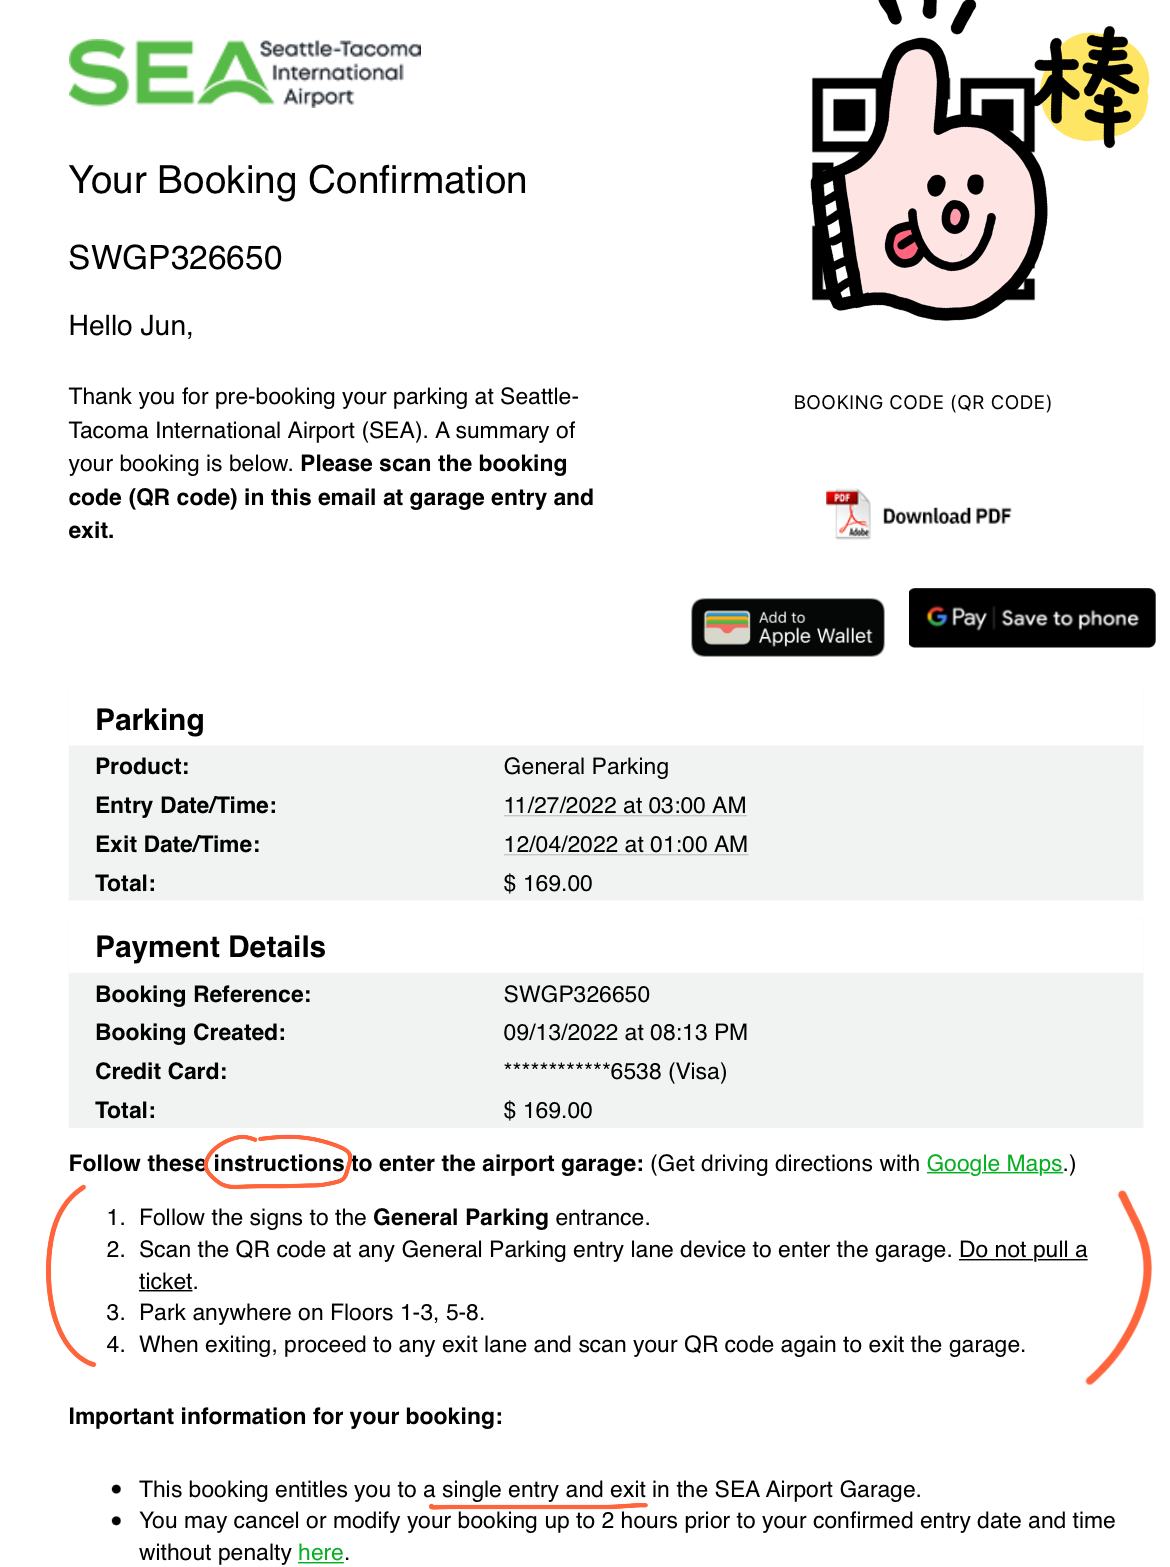 SEA Seattle-Tacoma
International
Airport
棒
Your Booking Confirmation
SWGP326650
Hello Jun,
Thank you for pre-booking your parking at Seattle-
Tacoma International Airport (SEA). A summary of
your booking is below. Please scan the booking
code (QR code) in this email at garage entry and
exit.
BOOKING CODE (QR CODE)
PDF Adobe Download PDF
Add to
Apple Wallet
G Pay | Save to phone
Parking
Product: General Parking
Entry Date/Time: 11/27/2022 at 03:00 AM
Exit Date/Time: 12/04/2022 at 01:00 AM
Total: $ 169.00
Payment Details
Booking Reference: SWGP326650
Booking Created: 09/13/2022 at 08:13 PM
Credit Card: ************6538 (Visa)
Total: $ 169.00
Follow these instructions to enter the airport garage: (Get driving directions with Google Maps.)
1. Follow the signs to the General Parking entrance.
2. Scan the QR code at any General Parking entry lane device to enter the garage. Do not pull a
ticket.
3. Park anywhere on Floors 1-3, 5-8.
4. When exiting, proceed to any exit lane and scan your QR code again to exit the garage.
Important information for your booking:
• This booking entitles you to a single entry and exit in the SEA Airport Garage.
• You may cancel or modify your booking up to 2 hours prior to your confirmed entry date and time
without penalty here.